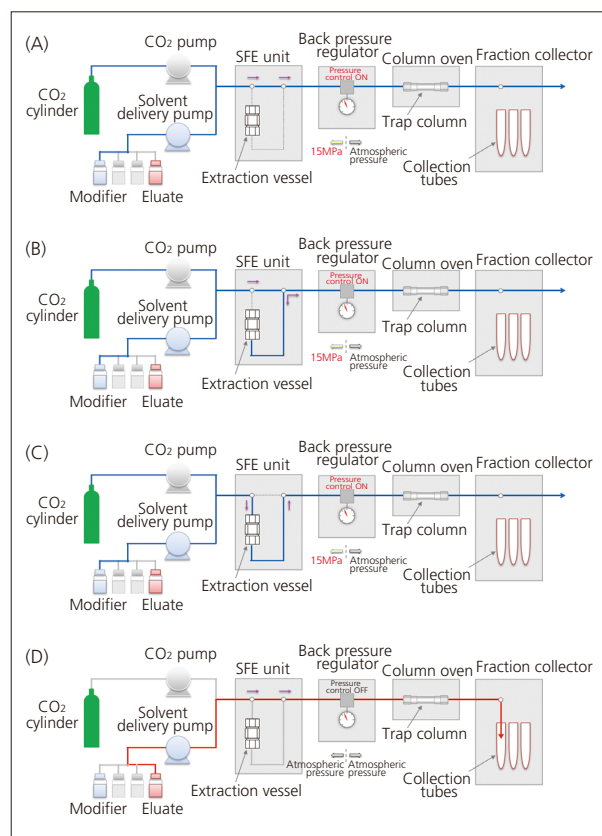 (A)
CO₂ pump
SFE unit
Back pressure
regulator
Column oven
Fraction collector
Pressure
control ON
CO₂
cylinder
Solvent
delivery pump
Trap column
15MPa
Atmospheric
pressure
Extraction vessel
Collection
tubes
Modifier
Eluate
(B)
CO₂ pump
SFE unit
Back pressure
regulator
Column oven
Fraction collector
Pressure
control ON
CO₂
cylinder
Solvent
delivery pump
Trap column
15MPa
Atmospheric
pressure
Extraction vessel
Collection
tubes
Modifier
Eluate
(C)
CO₂ pump
SFE unit
Back pressure
regulator
Column oven
Fraction collector
Pressure
control ON
CO₂
cylinder
Solvent
delivery pump
Trap column
15MPa
Atmospheric
pressure
Extraction vessel
Collection
tubes
Modifier
Eluate
(D)
CO₂ pump
SFE unit
Back pressure
regulator
Column oven
Fraction collector
Pressure
control OFF
CO₂
cylinder
Solvent
delivery pump
Trap column
Atmospheric
pressure
Atmospheric
pressure
Extraction vessel
Collection
tubes
Modifier
Eluate